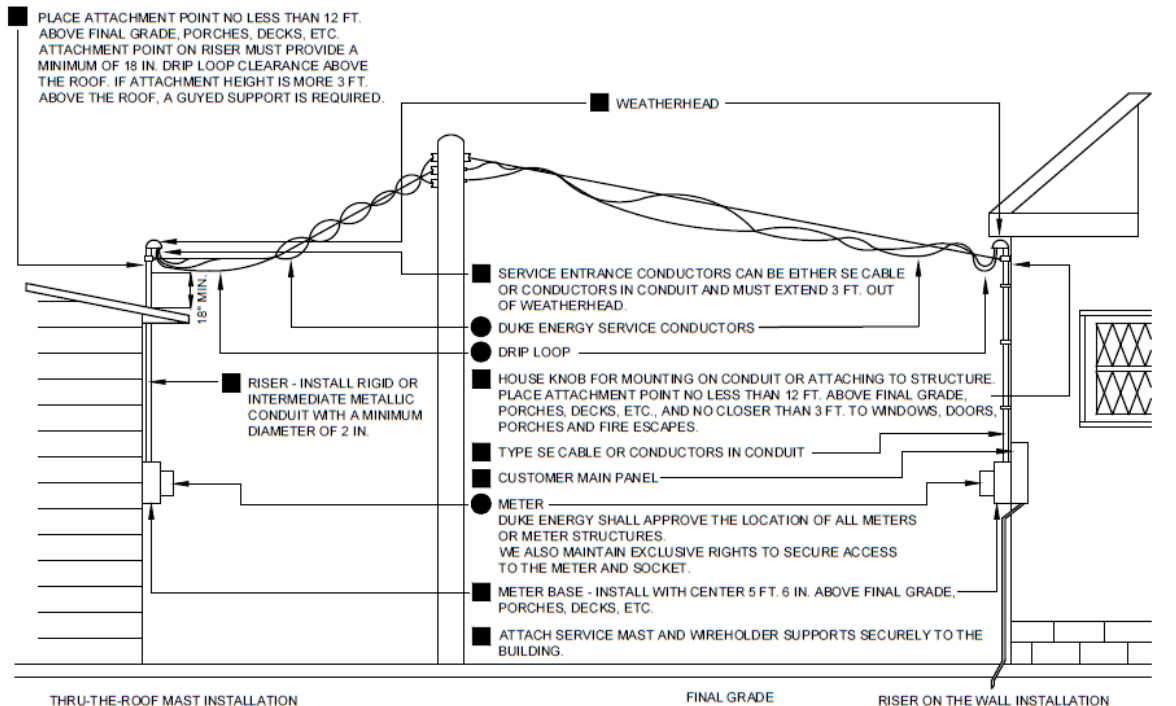 PLACE ATTACHMENT POINT NO LESS THAN 12 FT.
ABOVE FINAL GRADE, PORCHES, DECKS, ETC.
ATTACHMENT POINT ON RISER MUST PROVIDE A
MINIMUM OF 18 IN. DRIP LOOP CLEARANCE ABOVE
THE ROOF. IF ATTACHMENT HEIGHT IS MORE 3 FT.
ABOVE THE ROOF, A GUYED SUPPORT IS REQUIRED.
WEATHERHEAD
18" MIN.
SERVICE ENTRANCE CONDUCTORS CAN BE EITHER SE CABLE
OR CONDUCTORS IN CONDUIT AND MUST EXTEND 3 FT. OUT
OF WEATHERHEAD.
DUKE ENERGY SERVICE CONDUCTORS
DRIP LOOP
RISER - INSTALL RIGID OR
INTERMEDIATE METALLIC
CONDUIT WITH A MINIMUM
DIAMETER OF 2 IN.
HOUSE KNOB FOR MOUNTING ON CONDUIT OR ATTACHING TO STRUCTURE.
PLACE ATTACHMENT POINT NO LESS THAN 12 FT. ABOVE FINAL GRADE,
PORCHES, DECKS, ETC., AND NO CLOSER THAN 3 FT. TO WINDOWS, DOORS,
PORCHES AND FIRE ESCAPES.
TYPE SE CABLE OR CONDUCTORS IN CONDUIT
CUSTOMER MAIN PANEL
METER
DUKE ENERGY SHALL APPROVE THE LOCATION OF ALL METERS
OR METER STRUCTURES.
WE ALSO MAINTAIN EXCLUSIVE RIGHTS TO SECURE ACCESS
TO THE METER AND SOCKET.
METER BASE - INSTALL WITH CENTER 5 FT. 6 IN. ABOVE FINAL GRADE,
PORCHES, DECKS, ETC.
ATTACH SERVICE MAST AND WIREHOLDER SUPPORTS SECURELY TO THE
BUILDING.
THRU-THE-ROOF MAST INSTALLATION
FINAL GRADE
RISER ON THE WALL INSTALLATION